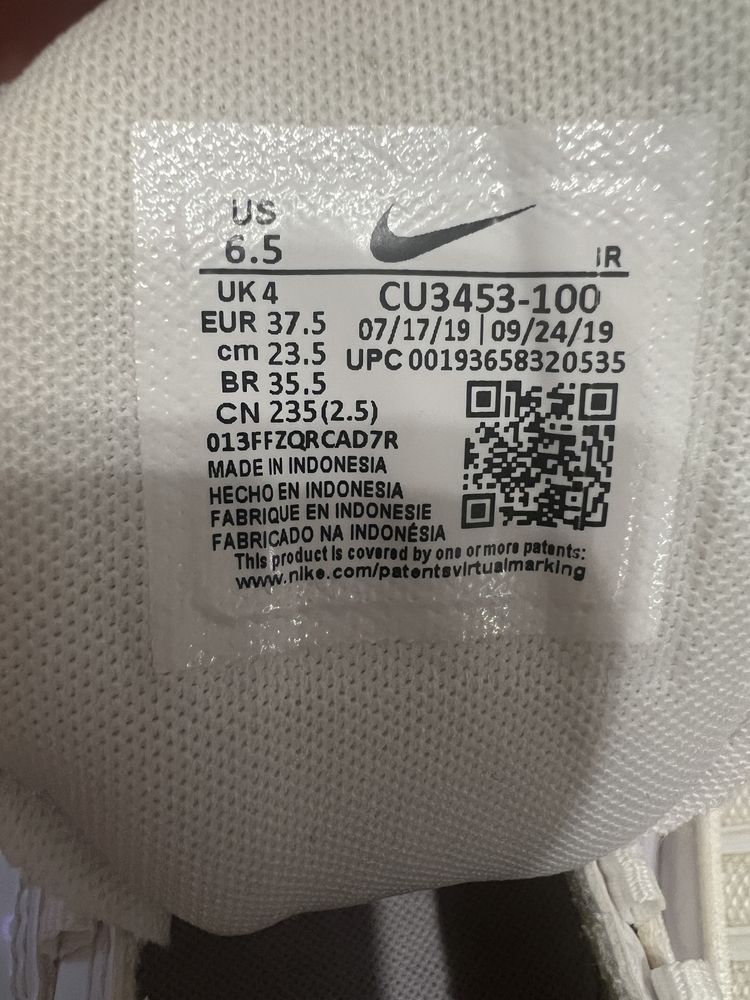 US
6.5
IR
UK 4
CU3453-100
EUR 37.5
07/17/19 | 09/24/19
cm 23.5
UPC 00193658320535
BR 35.5
CN 235(2.5)
013FFZQRCAD7R
MADE IN INDONESIA
HECHO EN INDONESIA
FABRIQUE EN INDONESIE
FABRICADO NA INDONÉSIA
This product is covered by one or more patents:
www.nike.com/patentsvirtualmarking